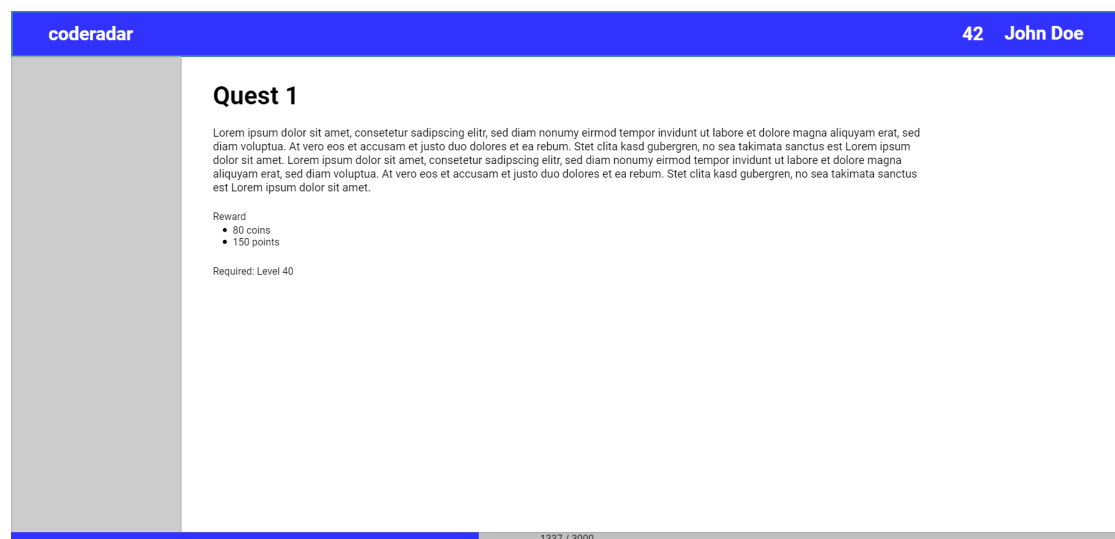 coderadar
42 John Doe
Quest 1
Lorem ipsum dolor sit amet, consetetur sadipscing elitr, sed diam nonumy eirmod tempor invidunt ut labore et dolore magna aliquyam erat, sed
diam voluptua. At vero eos et accusam et justo duo dolores et ea rebum. Stet clita kasd gubergren, no sea takimata sanctus est Lorem ipsum
dolor sit amet. Lorem ipsum dolor sit amet, consetetur sadipscing elitr, sed diam nonumy eirmod tempor invidunt ut labore et dolore magna
aliquyam erat, sed diam voluptua. At vero eos et accusam et justo duo dolores et ea rebum. Stet clita kasd gubergren, no sea takimata sanctus
est Lorem ipsum dolor sit amet.
Reward
• 80 coins
• 150 points
Required: Level 40
1337 / 3000